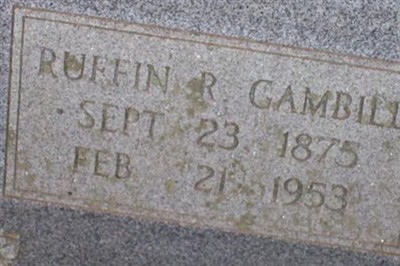 RUFFIN R. GAMBILL
SEPT. 23, 1875
FEB. 21, 1953